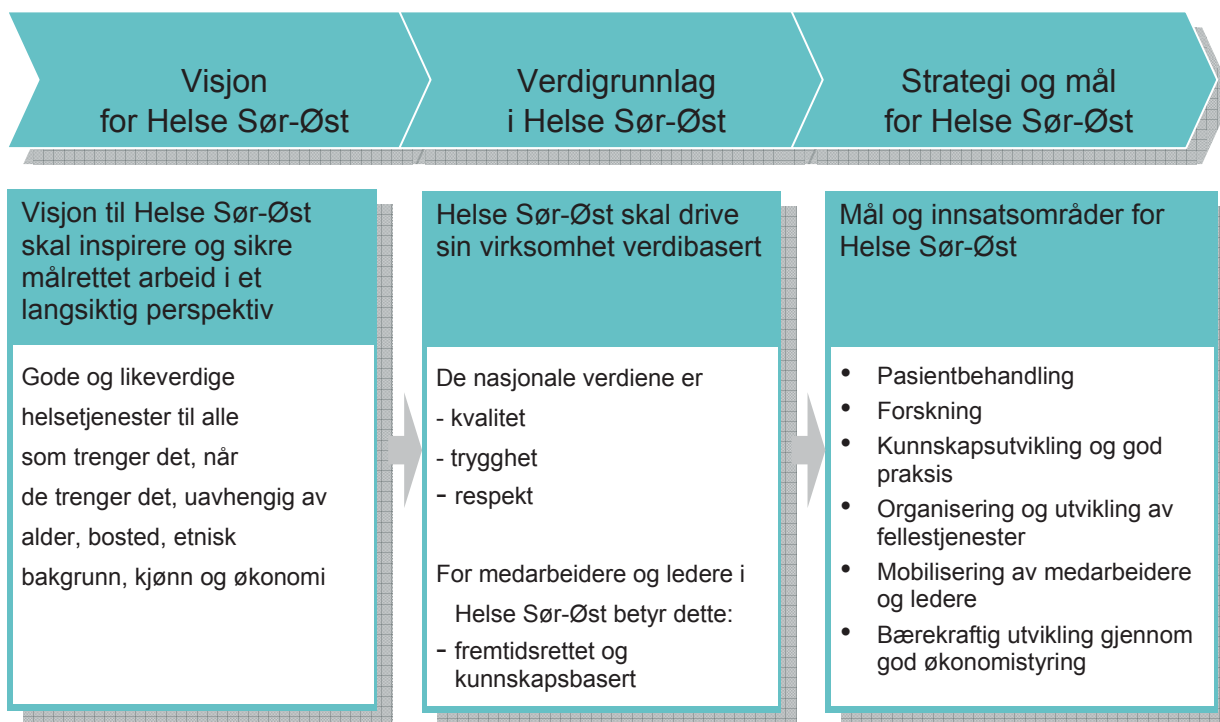 Visjon
for Helse Sør-Øst
Verdigrunnlag
i Helse Sør-Øst
Strategi og mål
for Helse Sør-Øst
Visjon til Helse Sør-Øst
skal inspirere og sikre
målrettet arbeid i et
langsiktig perspektiv
Gode og likeverdige
helsetjenester til alle
som trenger det, når
de trenger det, uavhengig av
alder, bosted, etnisk
bakgrunn, kjønn og økonomi
Helse Sør-Øst skal drive
sin virksomhet verdibasert
De nasjonale verdiene er
- kvalitet
- trygghet
- respekt
For medarbeidere og ledere i
Helse Sør-Øst betyr dette:
- fremtidsrettet og
kunnskapsbasert
Mål og innsatsområder for
Helse Sør-Øst
• Pasientbehandling
• Forskning
• Kunnskapsutvikling og god
praksis
• Organisering og utvikling av
fellestjenester
• Mobilisering av medarbeidere
og ledere
• Bærekraftig utvikling gjennom
god økonomistyring